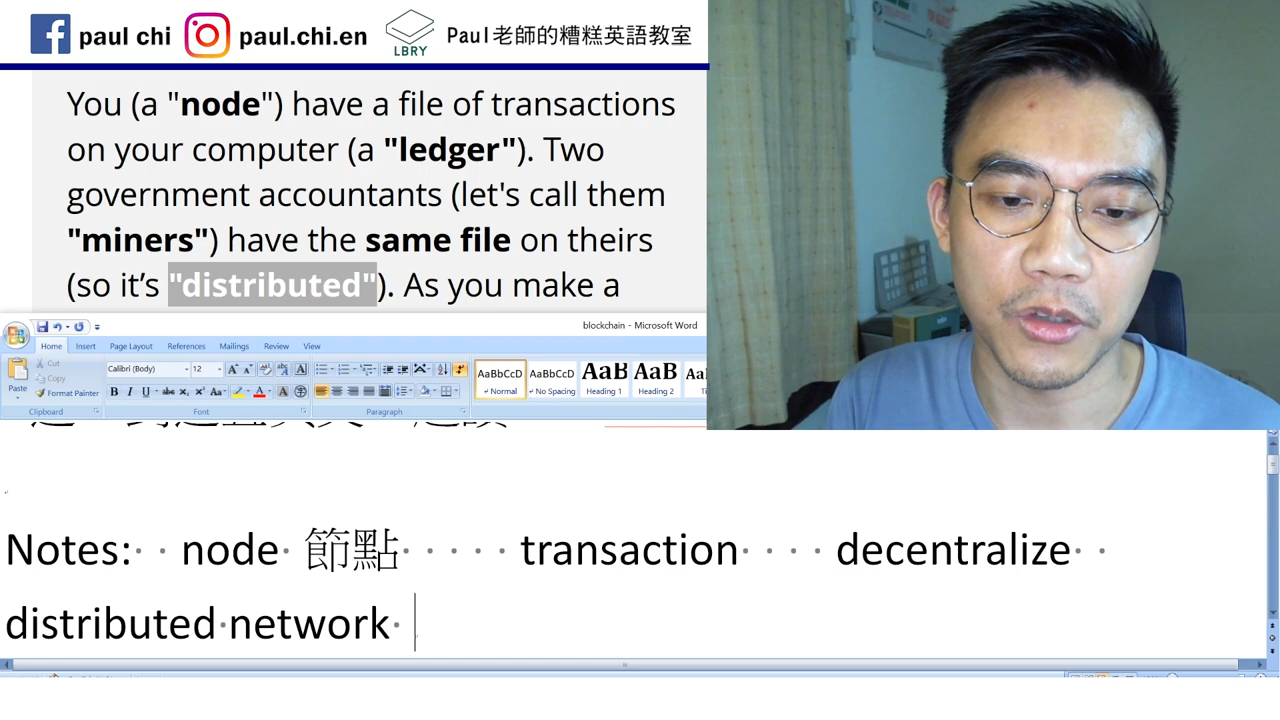 paul chi paul.chi.en LBRY Paul老師的糟糕英語教室
You (a "node") have a file of transactions
on your computer (a "ledger"). Two
government accountants (let's call them
"miners") have the same file on theirs
(so it’s "distributed"). As you make a
blockchain - Microsoft Word
Home Insert Page Layout References Mailings Review View
Paste Cut Copy Format Painter
Calibri (Body) 12
AaBbCcD AaBbCcD AaBb AaB
Normal No Spacing Heading 1 Heading 2
Clipboard Font Paragraph
Notes: node 節點 transaction decentralize
distributed network